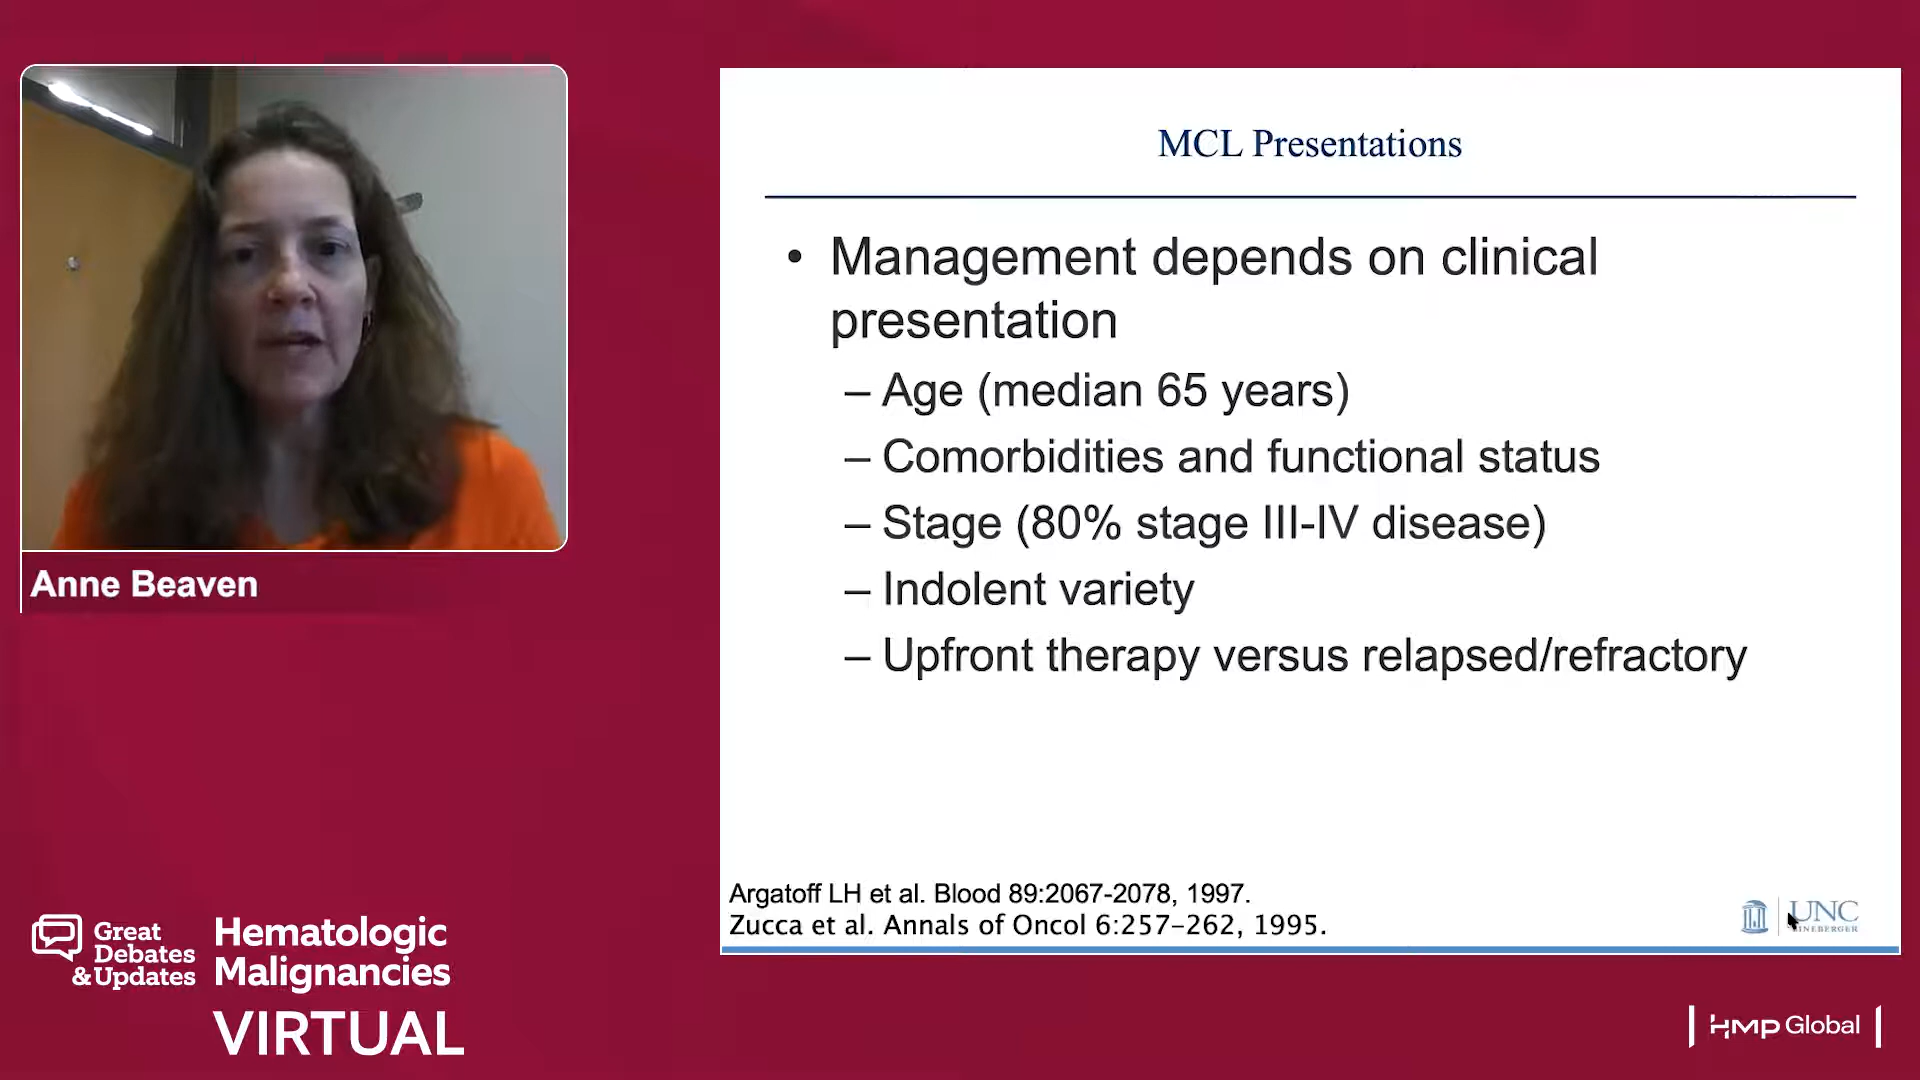 MCL Presentations
• Management depends on clinical
presentation
– Age (median 65 years)
– Comorbidities and functional status
– Stage (80% stage III-IV disease)
– Indolent variety
– Upfront therapy versus relapsed/refractory
Argatoff LH et al. Blood 89:2067-2078, 1997.
Zucca et al. Annals of Oncol 6:257–262, 1995.
UNC
LINEBERGER
Anne Beaven
Great
Debates
&Updates
Hematologic
Malignancies
VIRTUAL
HMP Global